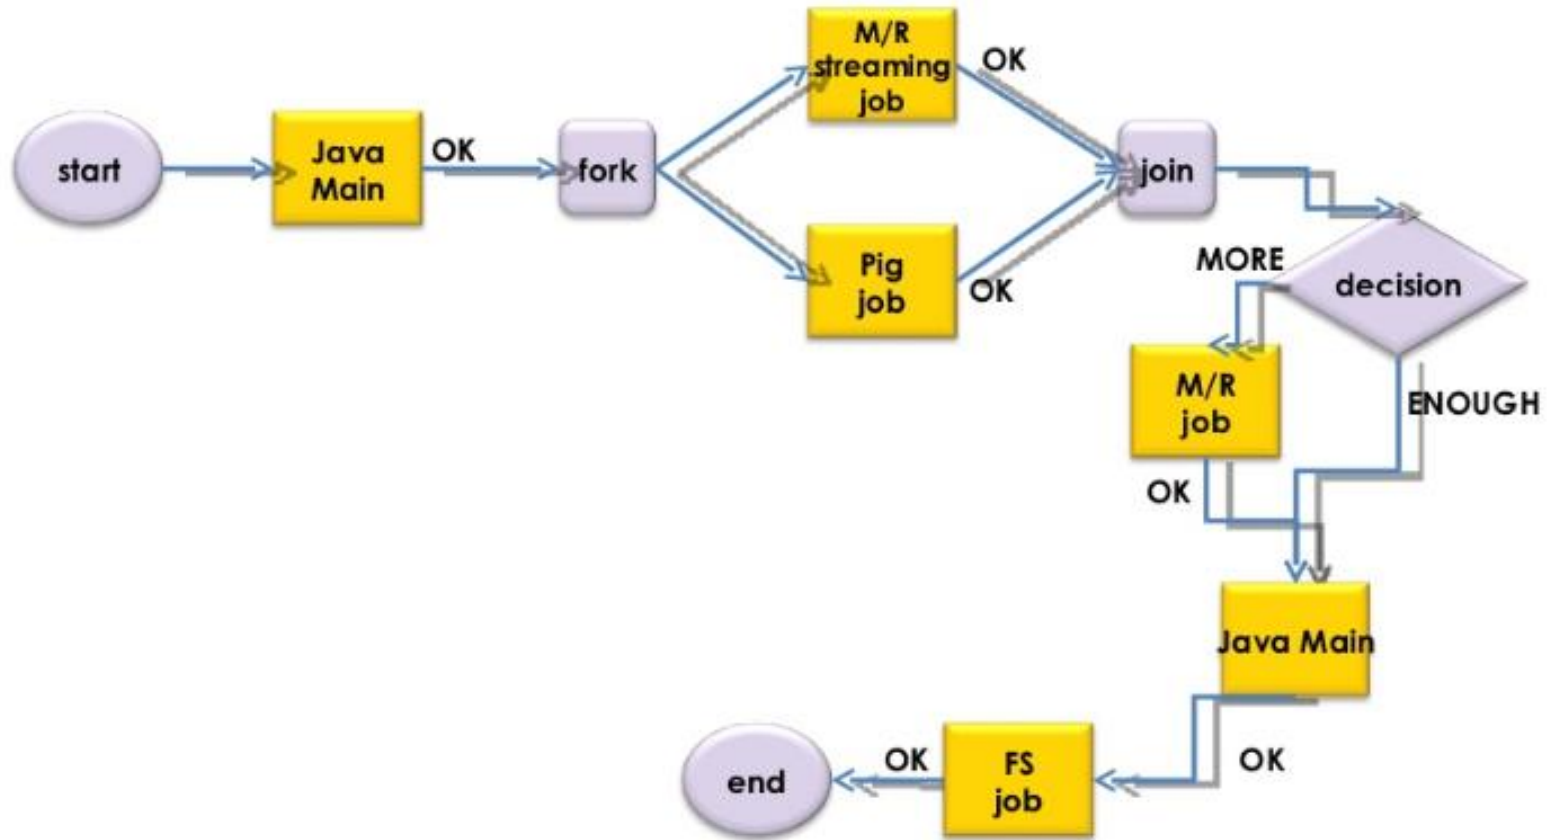 start
Java
Main
OK
fork
M/R
streaming
job
OK
Pig
job
OK
join
decision
MORE
ENOUGH
M/R
job
OK
Java Main
OK
FS
job
OK
end